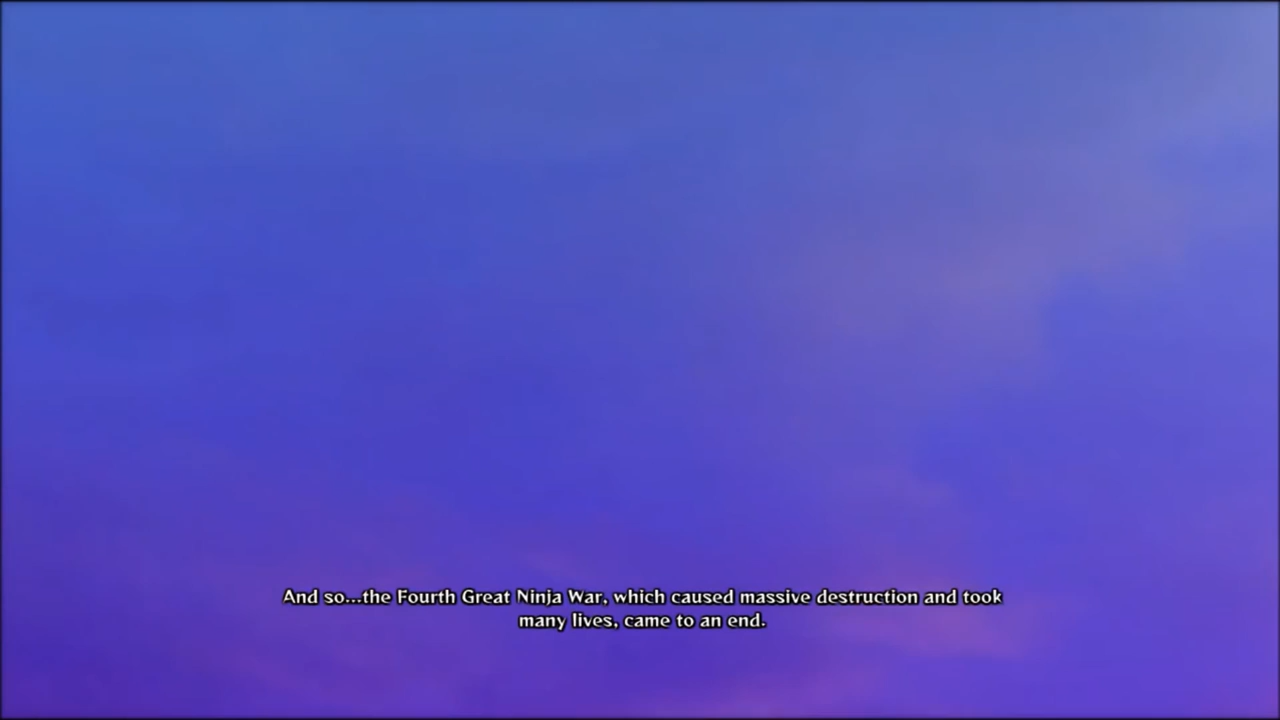 And so...the Fourth Great Ninja War, which caused massive destruction and took
many lives, came to an end.